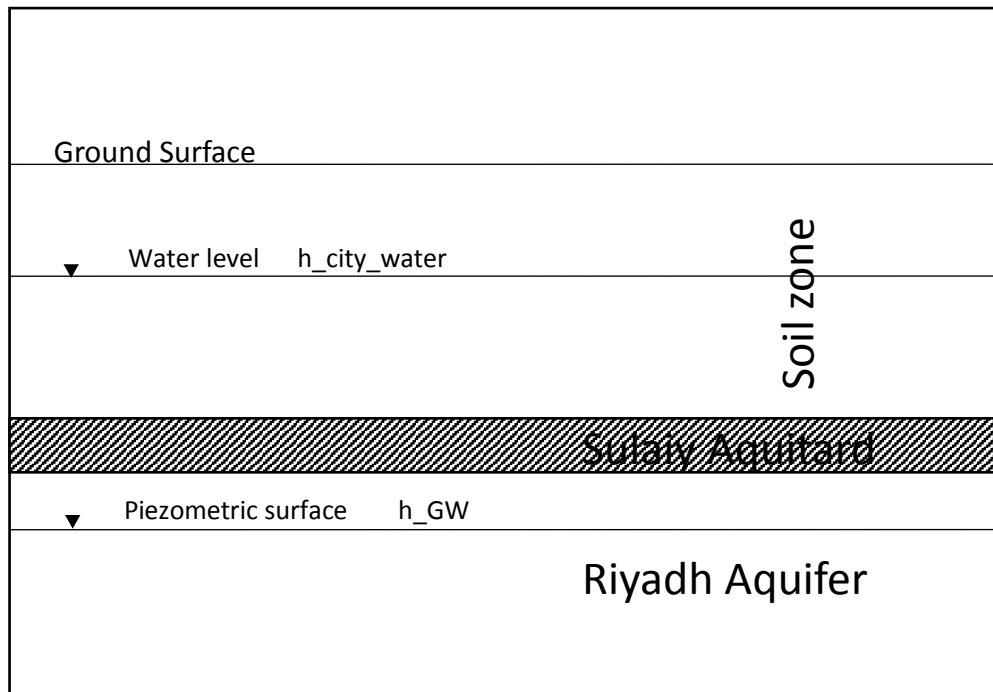 Ground Surface
Water level h_city_water
Soil zone
Sulaiy Aquitard
Piezometric surface h_GW
Riyadh Aquifer